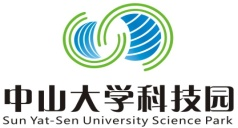 中山大学科技园
Sun Yat-Sen University Science Park